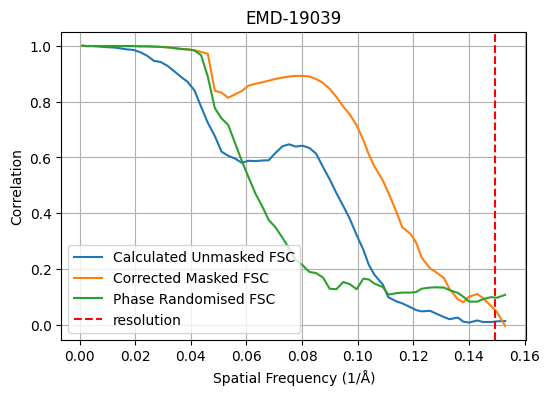 EMD-19039
Correlation
1.0
0.8
0.6
0.4
0.2
0.0
Calculated Unmasked FSC
Corrected Masked FSC
Phase Randomised FSC
resolution
0.00 0.02 0.04 0.06 0.08 0.10 0.12 0.14 0.16
Spatial Frequency (1/Å)